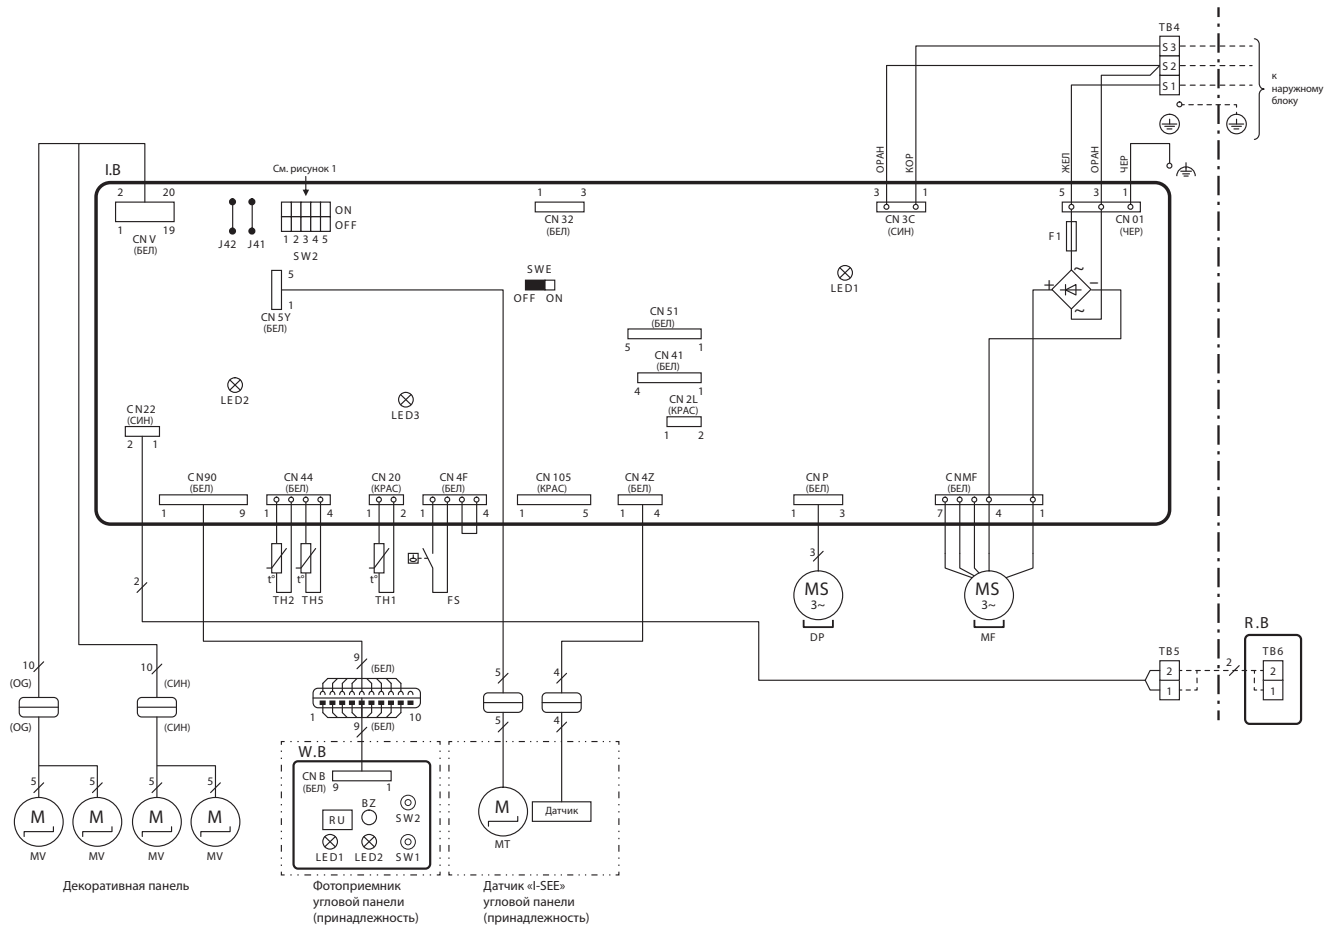 TB4
S3
S2
S1
к
наружному
блоку
ОРАН
КОР
ЖЕЛ
ОРАН
ЧЕР
I.B
См. рисунок 1
2 20
1 19
CNV
(БЕЛ)
J42 J41
ON
OFF
1 2 3 4 5
SW2
1 3
CN 32
(БЕЛ)
3 1
CN 3C
(СИН)
5 3 1
CN 01
(ЧЕР)
F1
~
+ −
~
5
1
CN 5Y
(БЕЛ)
SWE
OFF ON
LED1
CN 51
(БЕЛ)
5 1
CN 41
(БЕЛ)
4 1
CN 2L
(КРАС)
1 2
LED2
LED3
CN22
(СИН)
2 1
CN90
(БЕЛ)
1 9
CN 44
(БЕЛ)
1 4
CN 20
(КРАС)
1 2
CN 4F
(БЕЛ)
1 4
CN 105
(КРАС)
1 5
CN 4Z
(БЕЛ)
1 4
CN P
(БЕЛ)
1 3
CNMF
(БЕЛ)
7 4 1
t° t° t°
TH2 TH5 TH1 FS
2
3
MS
3~
DP
MS
3~
MF
R.B
TB5
2
1
2
TB6
2
1
10
(OG)
(OG)
10
(СИН)
(СИН)
9
(БЕЛ)
1 10
9
(БЕЛ)
5
5
4
4
5 5 5 5
M M M M
MV MV MV MV
W.B
CN B
(БЕЛ)
9 1
RU
BZ
SW2
LED1 LED2 SW1
M
MT
Датчик
Декоративная панель
Фотоприемник
угловой панели
(принадлежность)
Датчик «I-SEE»
угловой панели
(принадлежность)